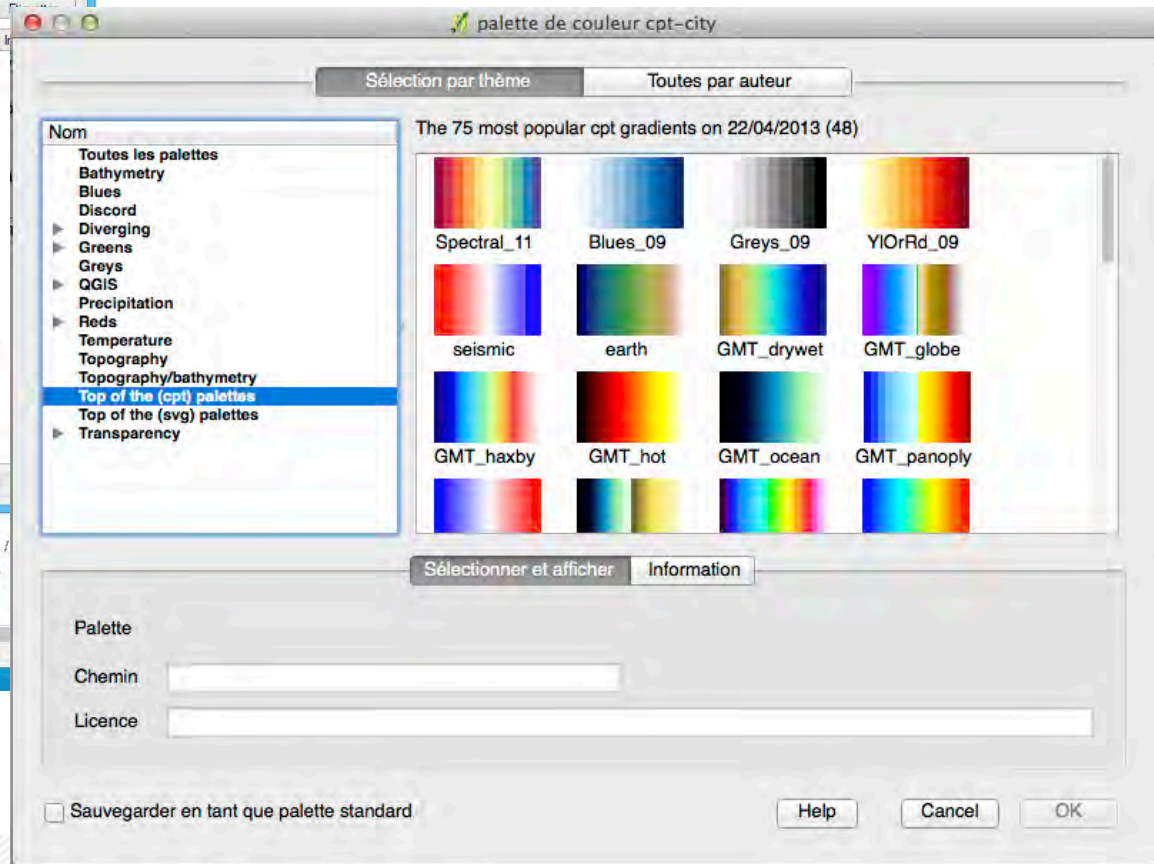 palette de couleur cpt-city
Sélection par thème
Toutes par auteur
Nom
Toutes les palettes
Bathymetry
Blues
Discord
Diverging
Greens
Greys
QGIS
Precipitation
Reds
Temperature
Topography
Topography/bathymetry
Top of the (cpt) palettes
Top of the (svg) palettes
Transparency
The 75 most popular cpt gradients on 22/04/2013 (48)
Spectral_11 Blues_09 Greys_09 YlOrRd_09
seismic earth GMT_drywet GMT_globe
GMT_haxby GMT_hot GMT_ocean GMT_panoply
Sélectionner et afficher
Information
Palette
Chemin
Licence
Sauvegarder en tant que palette standard
Help
Cancel
OK